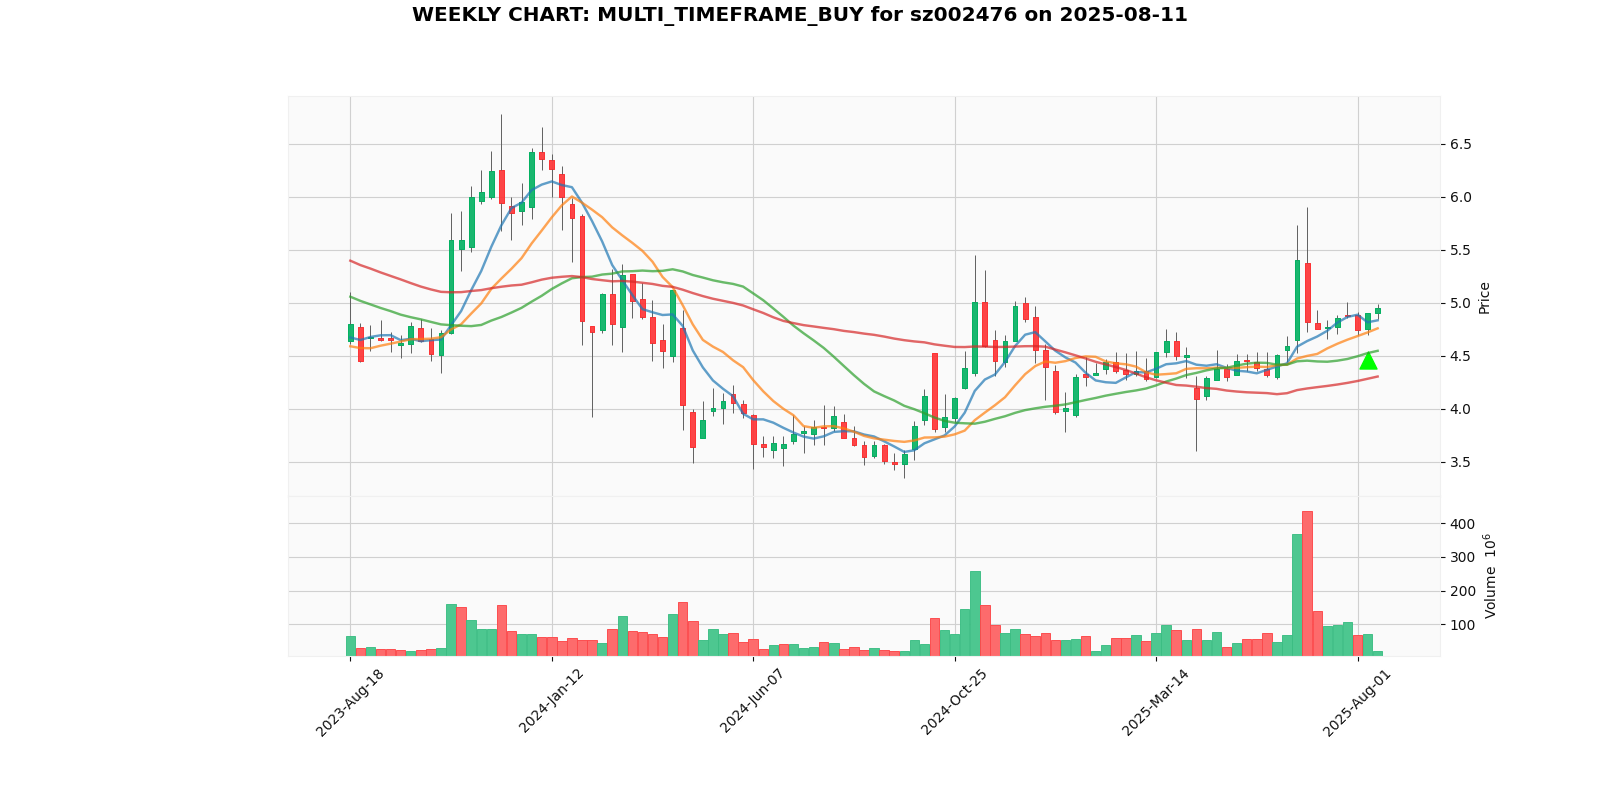 WEEKLY CHART: MULTI_TIMEFRAME_BUY for sz002476 on 2025-08-11
6.5
6.0
5.5
5.0
4.5
4.0
3.5
Price
400
300
200
100
Volume 10⁶
2023-Aug-18
2024-Jan-12
2024-Jun-07
2024-Oct-25
2025-Mar-14
2025-Aug-01